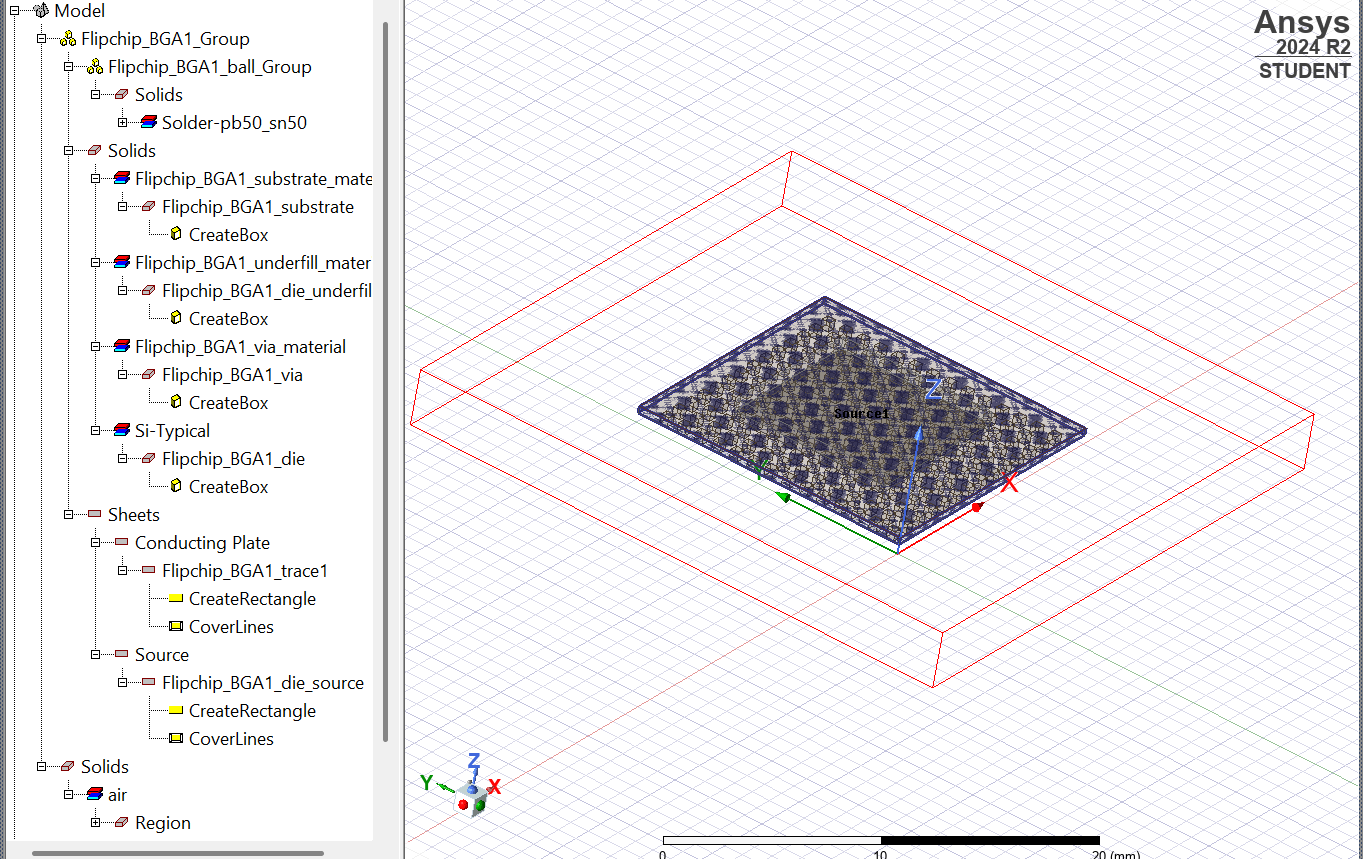 Model
Flipchip_BGA1_Group
Flipchip_BGA1_ball_Group
Solids
Solder-pb50_sn50
Solids
Flipchip_BGA1_substrate_mate
Flipchip_BGA1_substrate
CreateBox
Flipchip_BGA1_underfill_mater
Flipchip_BGA1_die_underfil
CreateBox
Flipchip_BGA1_via_material
Flipchip_BGA1_via
CreateBox
Si-Typical
Flipchip_BGA1_die
CreateBox
Sheets
Conducting Plate
Flipchip_BGA1_trace1
CreateRectangle
CoverLines
Source
Flipchip_BGA1_die_source
CreateRectangle
CoverLines
Solids
air
Region
Ansys
2024 R2
STUDENT
Z
Source1
Y
X
Z
Y
X
0 10 20 (mm)